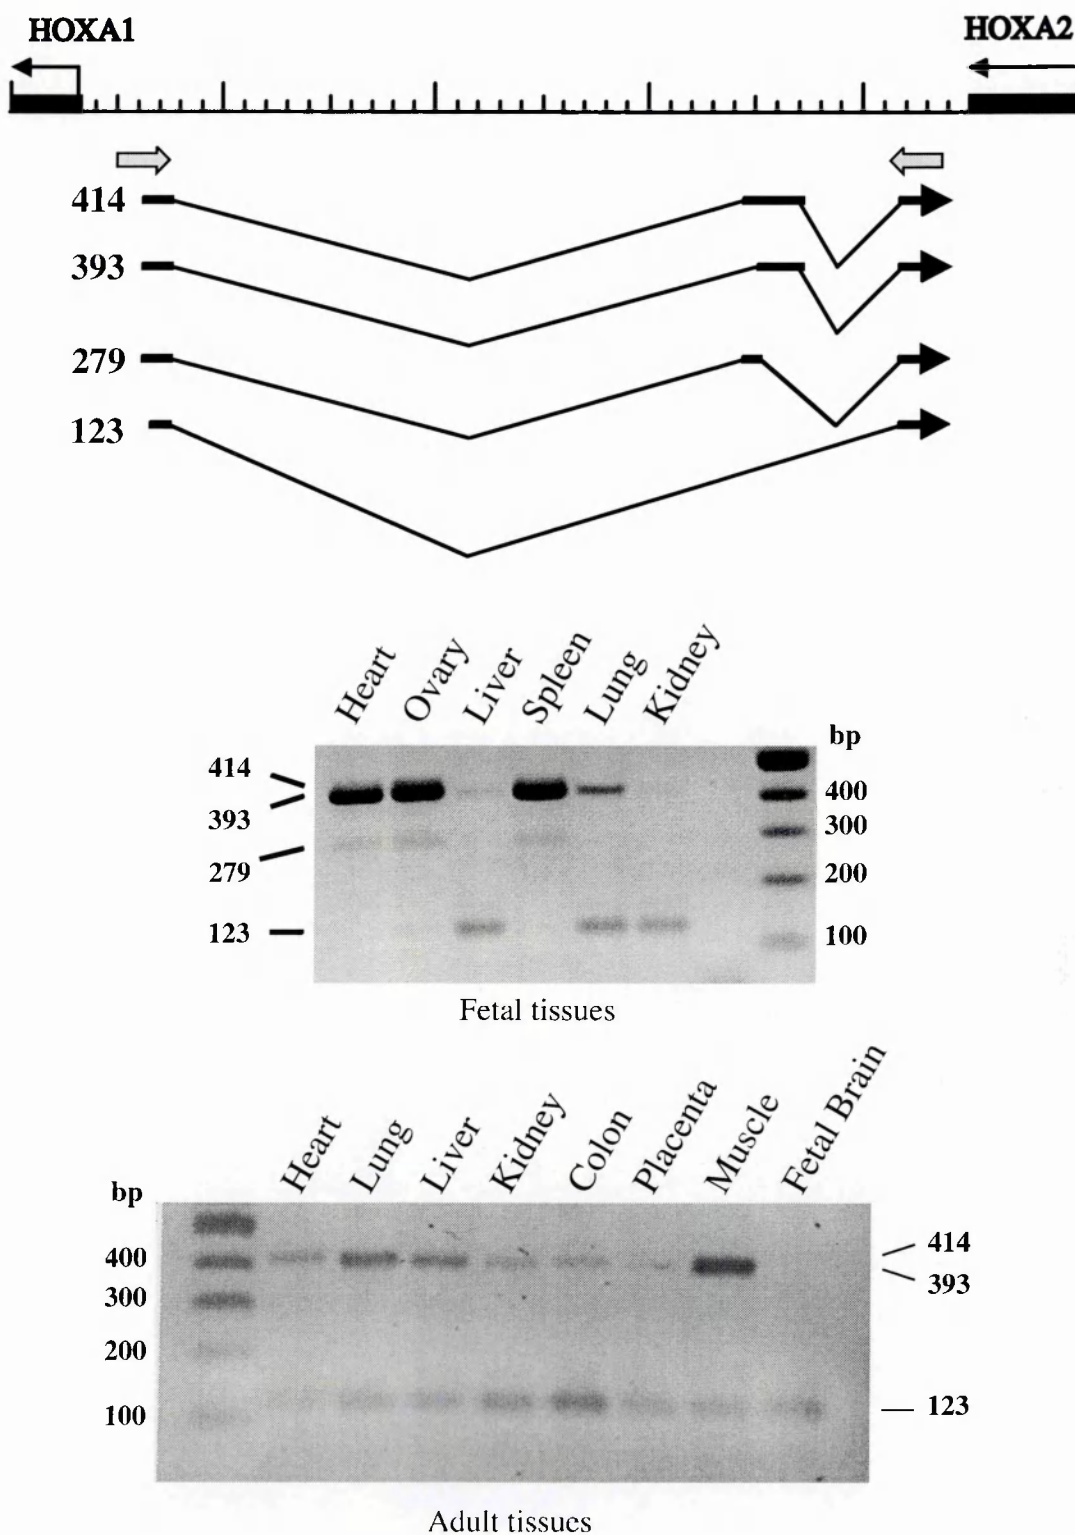 HOXA1 HOXA2
414
393
279
123
Heart Ovary Liver Spleen Lung Kidney
bp
414
393
279
123
400
300
200
100
Fetal tissues
Heart Lung Liver Kidney Colon Placenta Muscle Fetal Brain
bp
400
300
200
100
414
393
123
Adult tissues